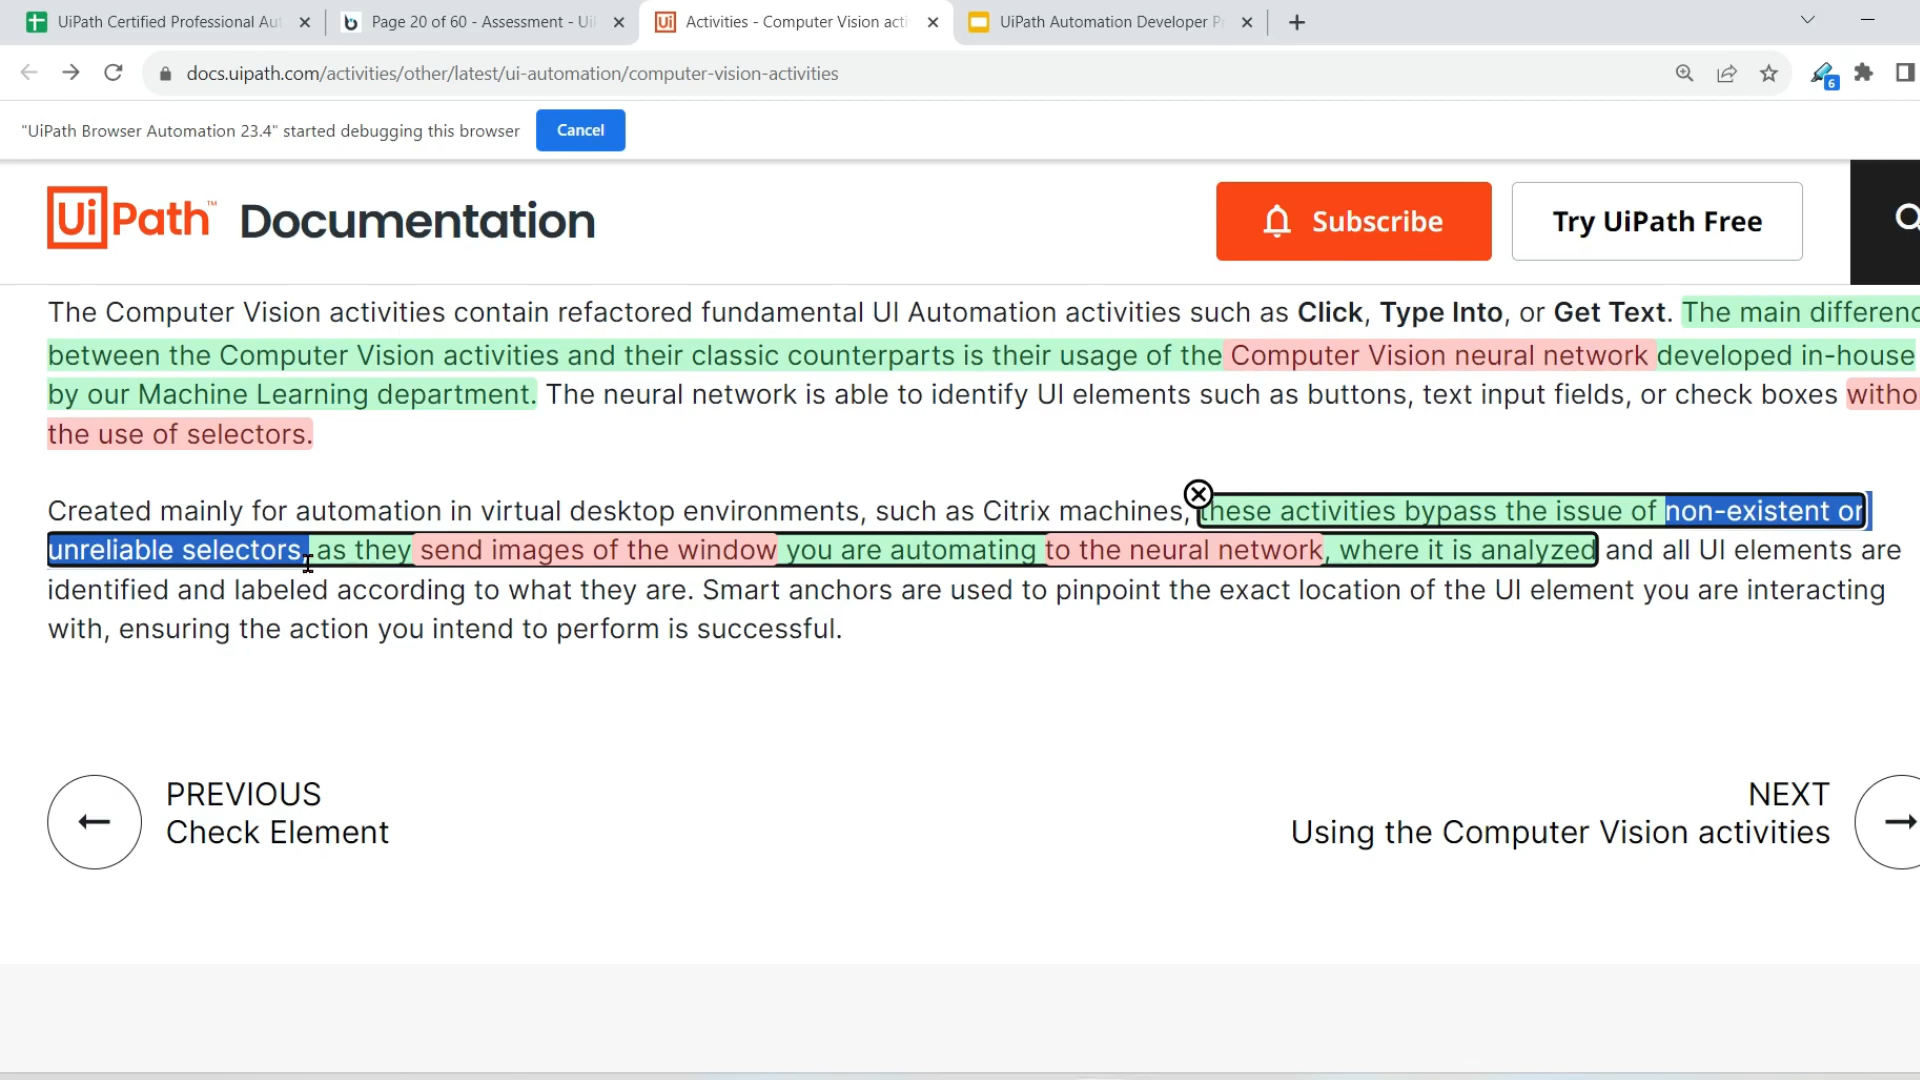 UiPath Certified Professional Aut
Page 20 of 60 - Assessment - Ui
Activities - Computer Vision acti
UiPath Automation Developer P
docs.uipath.com/activities/other/latest/ui-automation/computer-vision-activities
6
"UiPath Browser Automation 23.4" started debugging this browser
Cancel
UiPath™ Documentation
Subscribe
Try UiPath Free
The Computer Vision activities contain refactored fundamental UI Automation activities such as Click, Type Into, or Get Text. The main differenc
between the Computer Vision activities and their classic counterparts is their usage of the Computer Vision neural network developed in-house
by our Machine Learning department. The neural network is able to identify UI elements such as buttons, text input fields, or check boxes witho
the use of selectors.
Created mainly for automation in virtual desktop environments, such as Citrix machines, these activities bypass the issue of non-existent or
unreliable selectors, as they send images of the window you are automating to the neural network, where it is analyzed and all UI elements are
identified and labeled according to what they are. Smart anchors are used to pinpoint the exact location of the UI element you are interacting
with, ensuring the action you intend to perform is successful.
PREVIOUS
Check Element
NEXT
Using the Computer Vision activities